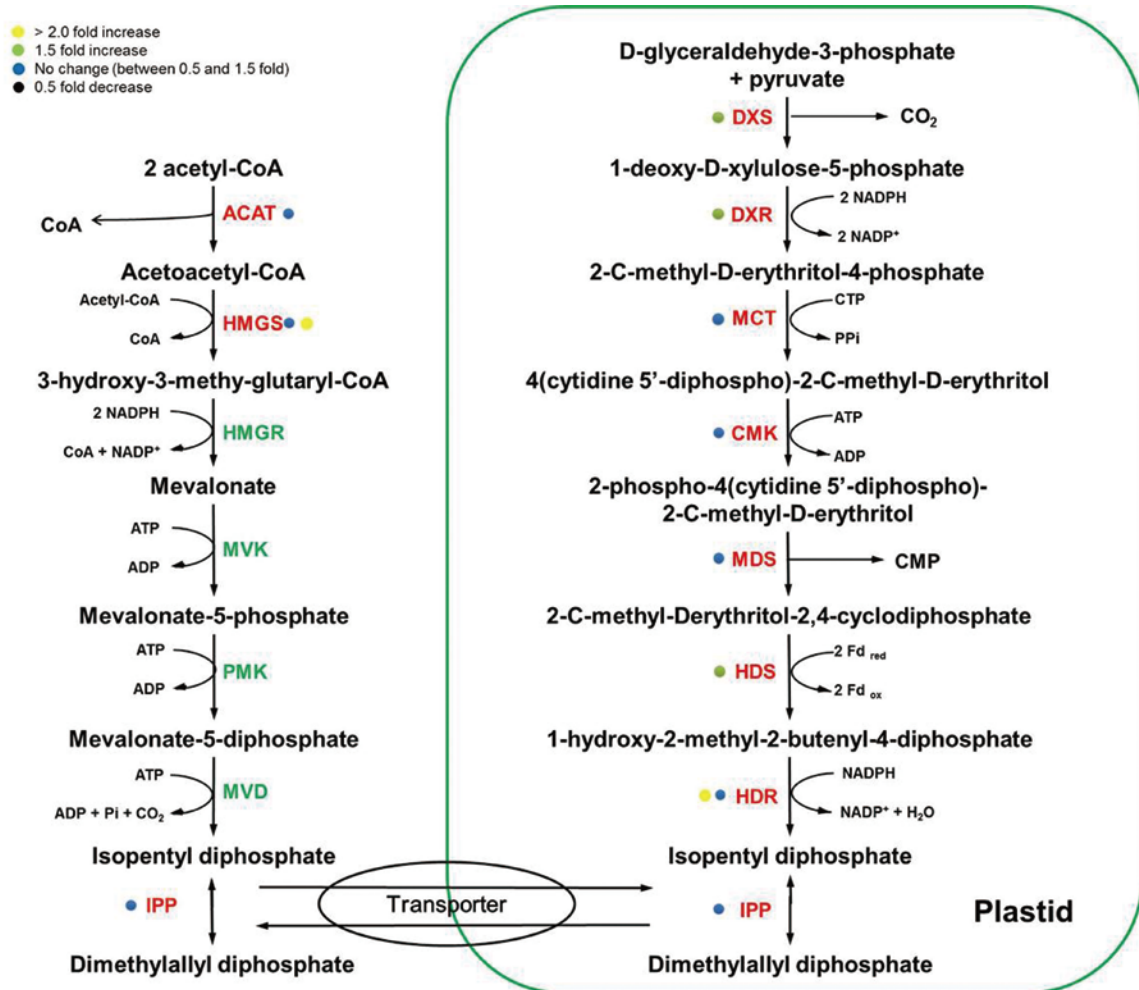 > 2.0 fold increase
1.5 fold increase
No change (between 0.5 and 1.5 fold)
0.5 fold decrease
2 acetyl-CoA
CoA
ACAT
Acetoacetyl-CoA
Acetyl-CoA
CoA
HMGS
3-hydroxy-3-methy-glutaryl-CoA
2 NADPH
CoA + NADP⁺
HMGR
Mevalonate
ATP
ADP
MVK
Mevalonate-5-phosphate
ATP
ADP
PMK
Mevalonate-5-diphosphate
ATP
ADP + Pi + CO₂
MVD
Isopentyl diphosphate
IPP
Dimethylallyl diphosphate
Transporter
D-glyceraldehyde-3-phosphate
+ pyruvate
DXS
CO₂
1-deoxy-D-xylulose-5-phosphate
DXR
2 NADPH
2 NADP⁺
2-C-methyl-D-erythritol-4-phosphate
MCT
CTP
PPi
4(cytidine 5’-diphospho)-2-C-methyl-D-erythritol
CMK
ATP
ADP
2-phospho-4(cytidine 5’-diphospho)-
2-C-methyl-D-erythritol
MDS
CMP
2-C-methyl-Derythritol-2,4-cyclodiphosphate
HDS
2 Fd red
2 Fd ox
1-hydroxy-2-methyl-2-butenyl-4-diphosphate
HDR
NADPH
NADP⁺ + H₂O
Isopentyl diphosphate
IPP
Plastid
Dimethylallyl diphosphate